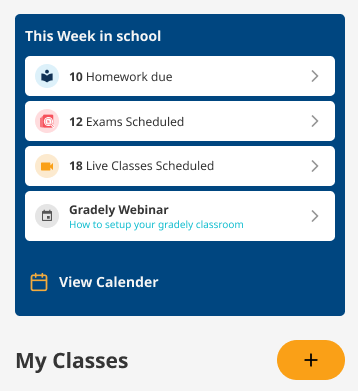 This Week in school
10 Homework due
12 Exams Scheduled
18 Live Classes Scheduled
Gradely Webinar
How to setup your gradely classroom
View Calender
My Classes
+